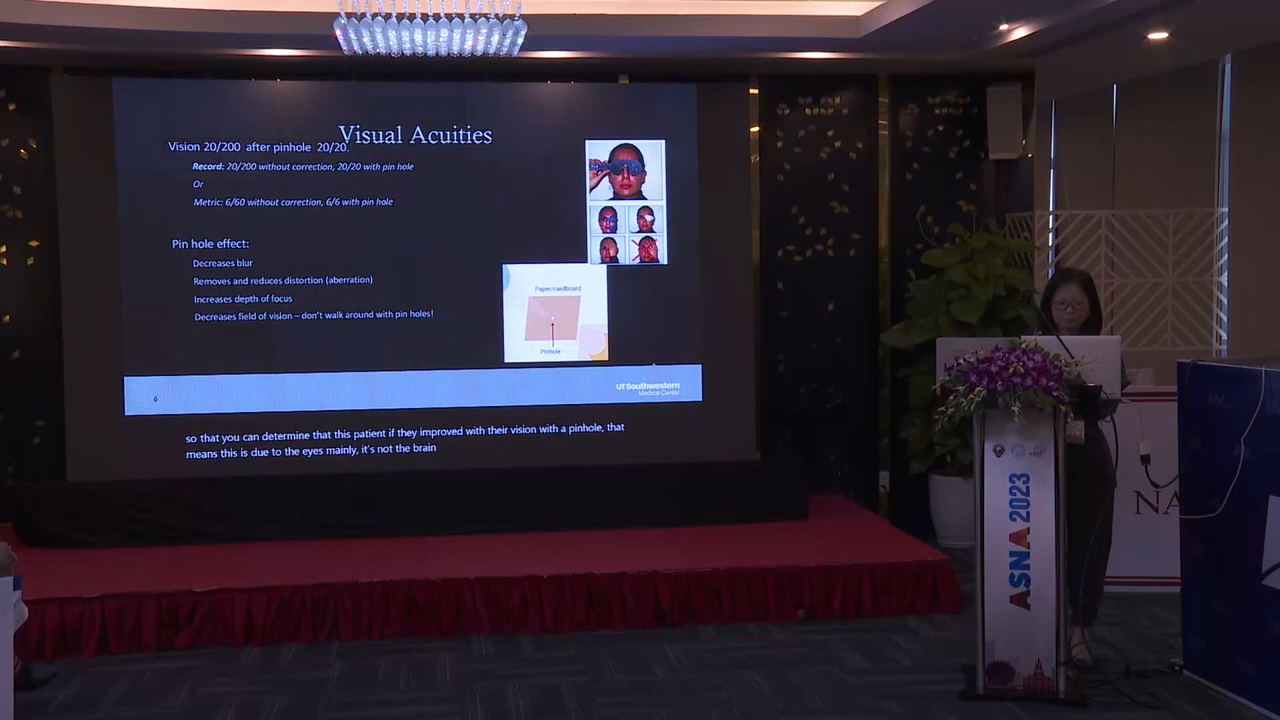 Visual Acuities
Vision 20/200 after pinhole 20/20.
Record: 20/200 without correction, 20/20 with pin hole
Or
Metric: 6/60 without correction, 6/6 with pin hole
Pin hole effect:
Decreases blur
Removes and reduces distortion (aberration)
Increases depth of focus
Decreases field of vision – don't walk around with pin holes!
Paper/cardboard
Pinhole
6
UTSouthwestern
Medical Center
so that you can determine that this patient if they improved with their vision with a pinhole, that
means this is due to the eyes mainly, it's not the brain
ASNA 2023
NA